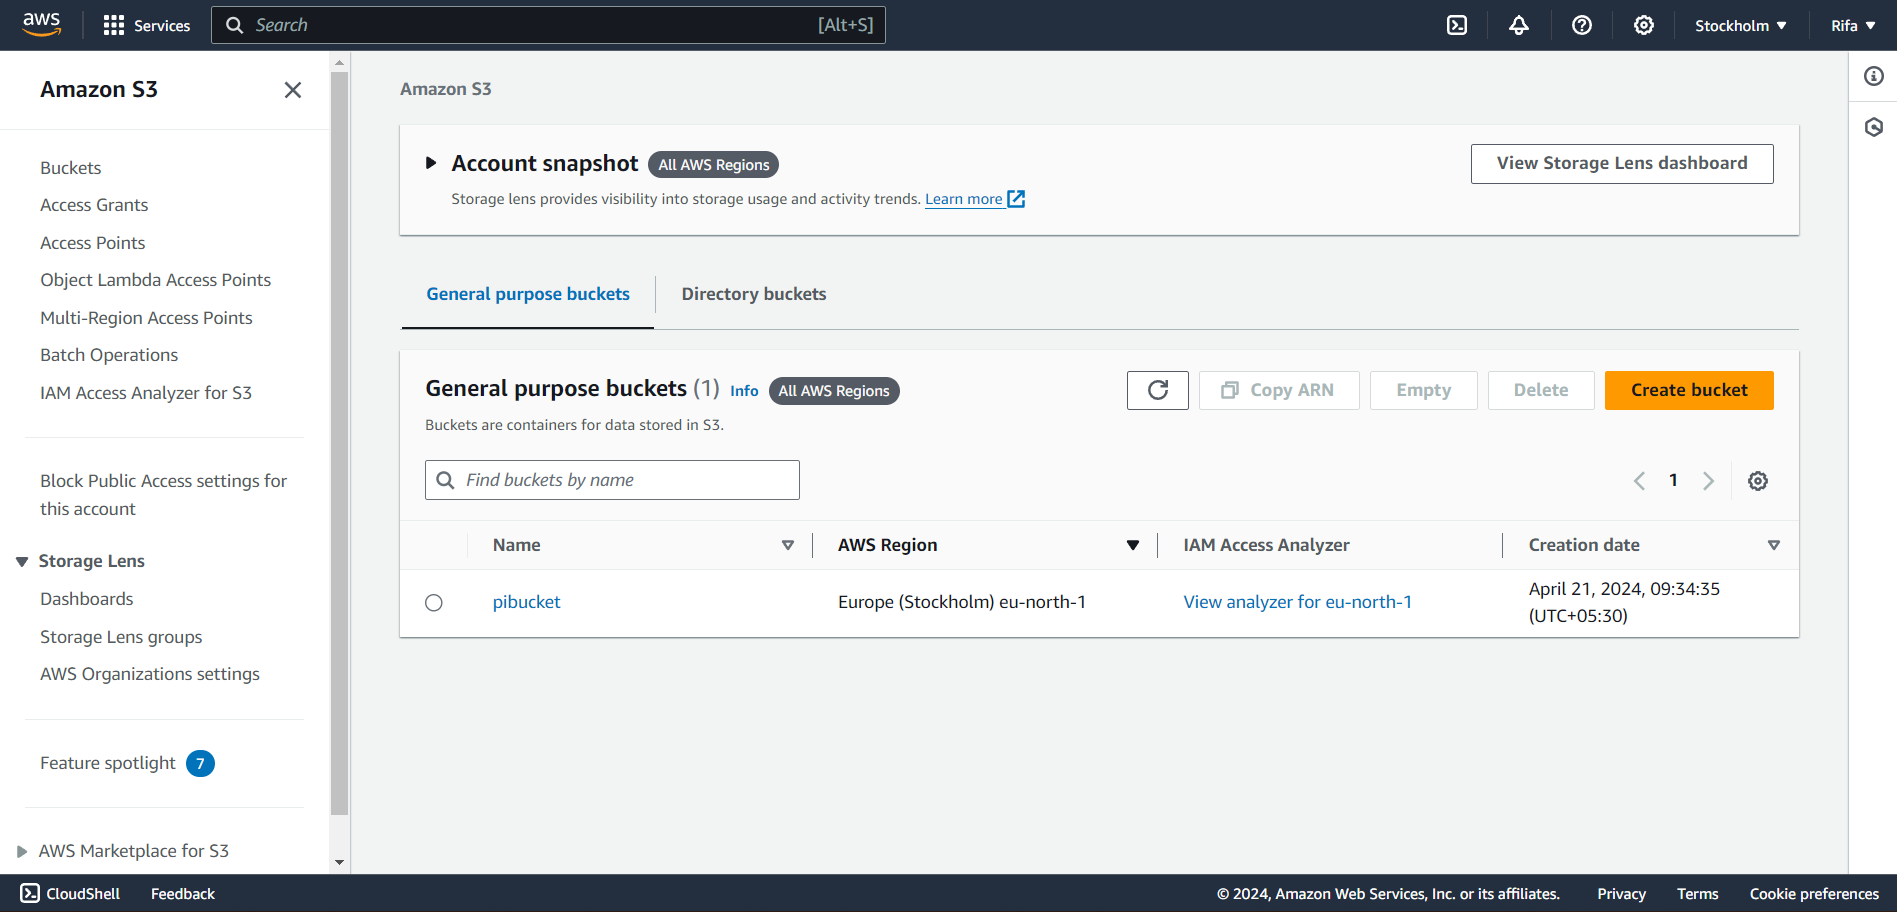 aws
Services
Search
[Alt+S]
Stockholm
Rifa
Amazon S3
Buckets
Access Grants
Access Points
Object Lambda Access Points
Multi-Region Access Points
Batch Operations
IAM Access Analyzer for S3
Block Public Access settings for
this account
Storage Lens
Dashboards
Storage Lens groups
AWS Organizations settings
Feature spotlight 7
AWS Marketplace for S3
Amazon S3
Account snapshot All AWS Regions
Storage lens provides visibility into storage usage and activity trends. Learn more
View Storage Lens dashboard
General purpose buckets
Directory buckets
General purpose buckets (1) Info All AWS Regions
Buckets are containers for data stored in S3.
Copy ARN
Empty
Delete
Create bucket
Find buckets by name
1
Name
AWS Region
IAM Access Analyzer
Creation date
pibucket
Europe (Stockholm) eu-north-1
View analyzer for eu-north-1
April 21, 2024, 09:34:35
(UTC+05:30)
CloudShell
Feedback
© 2024, Amazon Web Services, Inc. or its affiliates.
Privacy
Terms
Cookie preferences